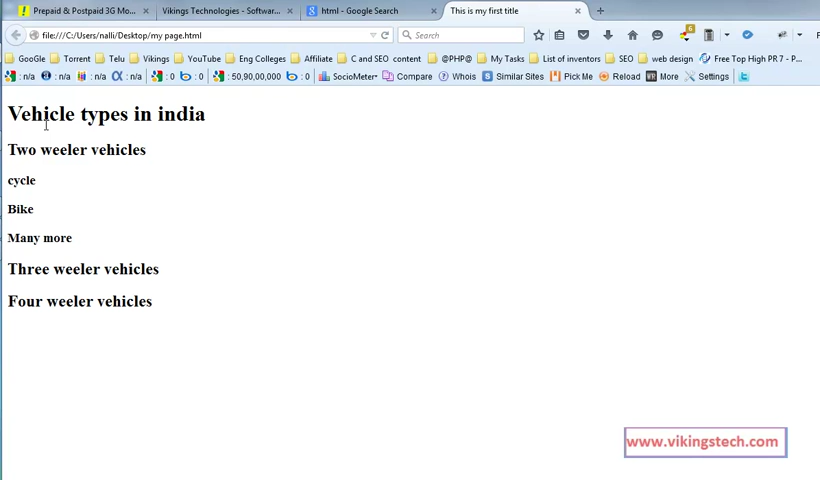 Prepaid & Postpaid 3G Mo...
Vikings Technologies - Softwar...
html - Google Search
This is my first title
file:///C:/Users/nalli/Desktop/my page.html
Search
6
GooGle
Torrent
Telu
Vikings
YouTube
Eng Colleges
Affiliate
C and SEO content
@PHP@
My Tasks
List of inventors
SEO
web design
Free Top High PR 7 - P...
: n/a
: n/a
: n/a
: n/a
: 0
: 0
: 50,90,00,000
: 0
SocioMeter
Compare
Whois
Similar Sites
Pick Me
Reload
More
Settings
Vehicle types in india
Two weeler vehicles
cycle
Bike
Many more
Three weeler vehicles
Four weeler vehicles
www.vikingstech.com